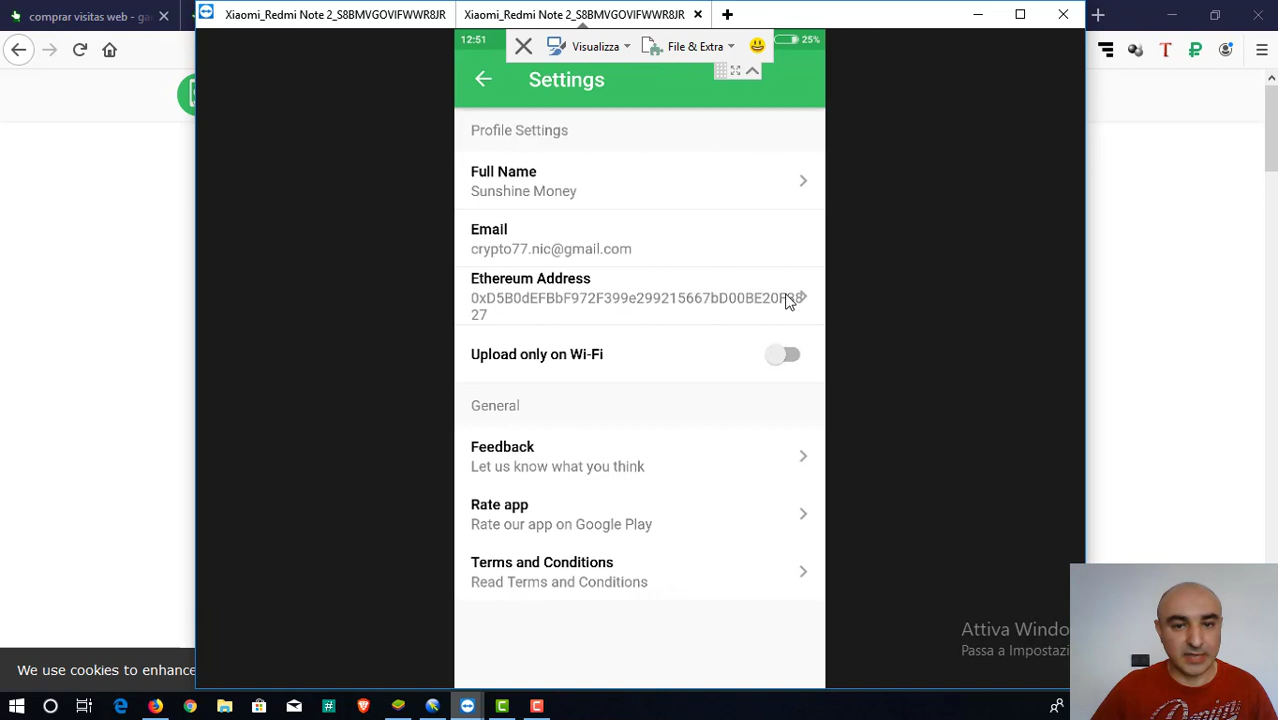 compra visitas web - gas
Xiaomi_Redmi Note 2_S8BMVGOVIFWWR8JR
Xiaomi_Redmi Note 2_S8BMVGOVIFWWR8JR
12:51
Visualizza
File & Extra
25%
Settings
Profile Settings
Full Name
Sunshine Money
Email
crypto77.nic@gmail.com
Ethereum Address
27
Upload only on Wi-Fi
General
Feedback
Let us know what you think
Rate app
Rate our app on Google Play
Terms and Conditions
Read Terms and Conditions
Attiva Windo
Passa a Impostazi
We use cookies to enhance